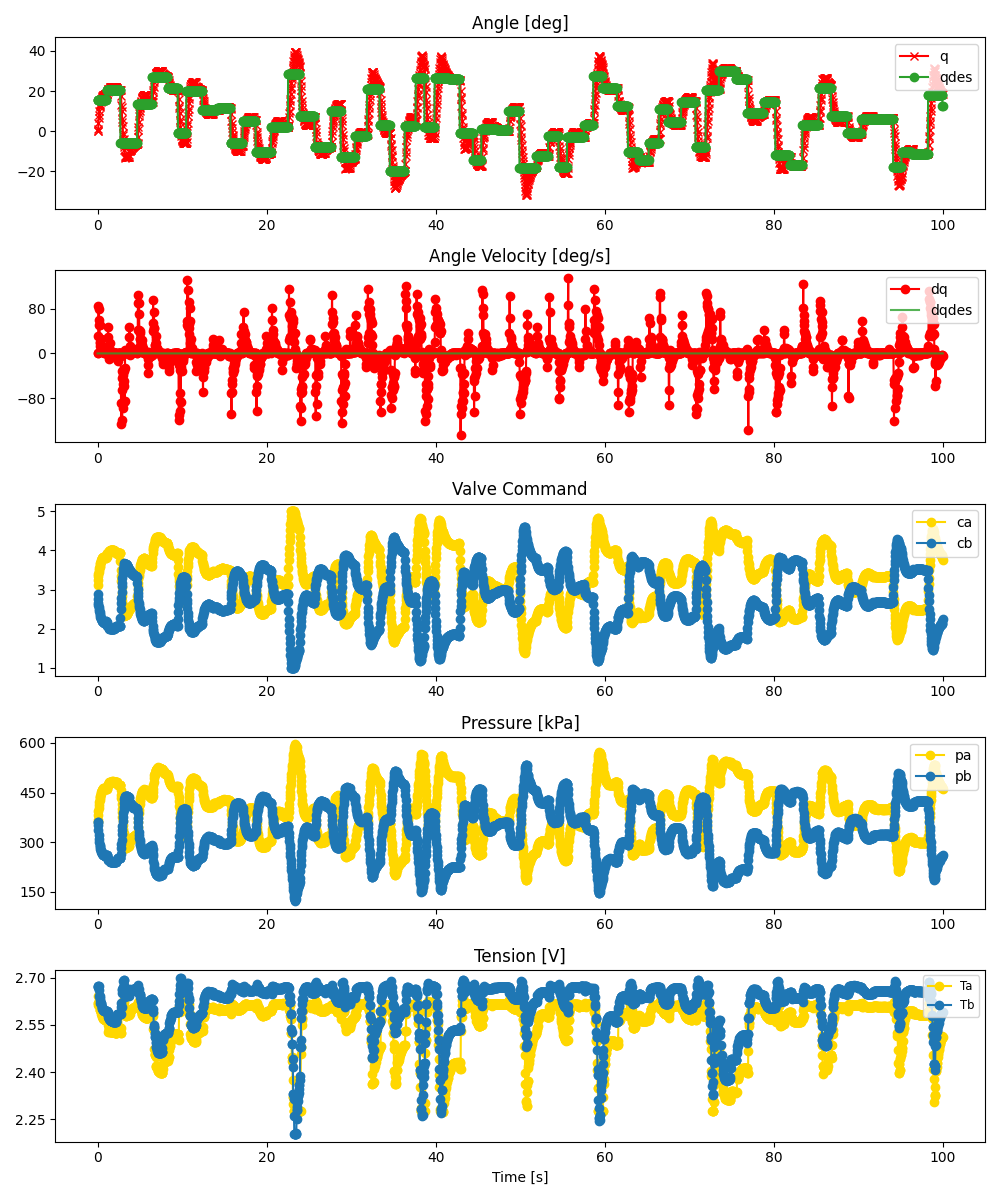 Angle [deg]
40
20
0
−20
q
qdes
0 20 40 60 80 100
Angle Velocity [deg/s]
80
0
−80
dq
dqdes
0 20 40 60 80 100
Valve Command
5
4
3
2
1
ca
cb
0 20 40 60 80 100
Pressure [kPa]
600
450
300
150
pa
pb
0 20 40 60 80 100
Tension [V]
2.70
2.55
2.40
2.25
Ta
Tb
0 20 40 60 80 100
Time [s]